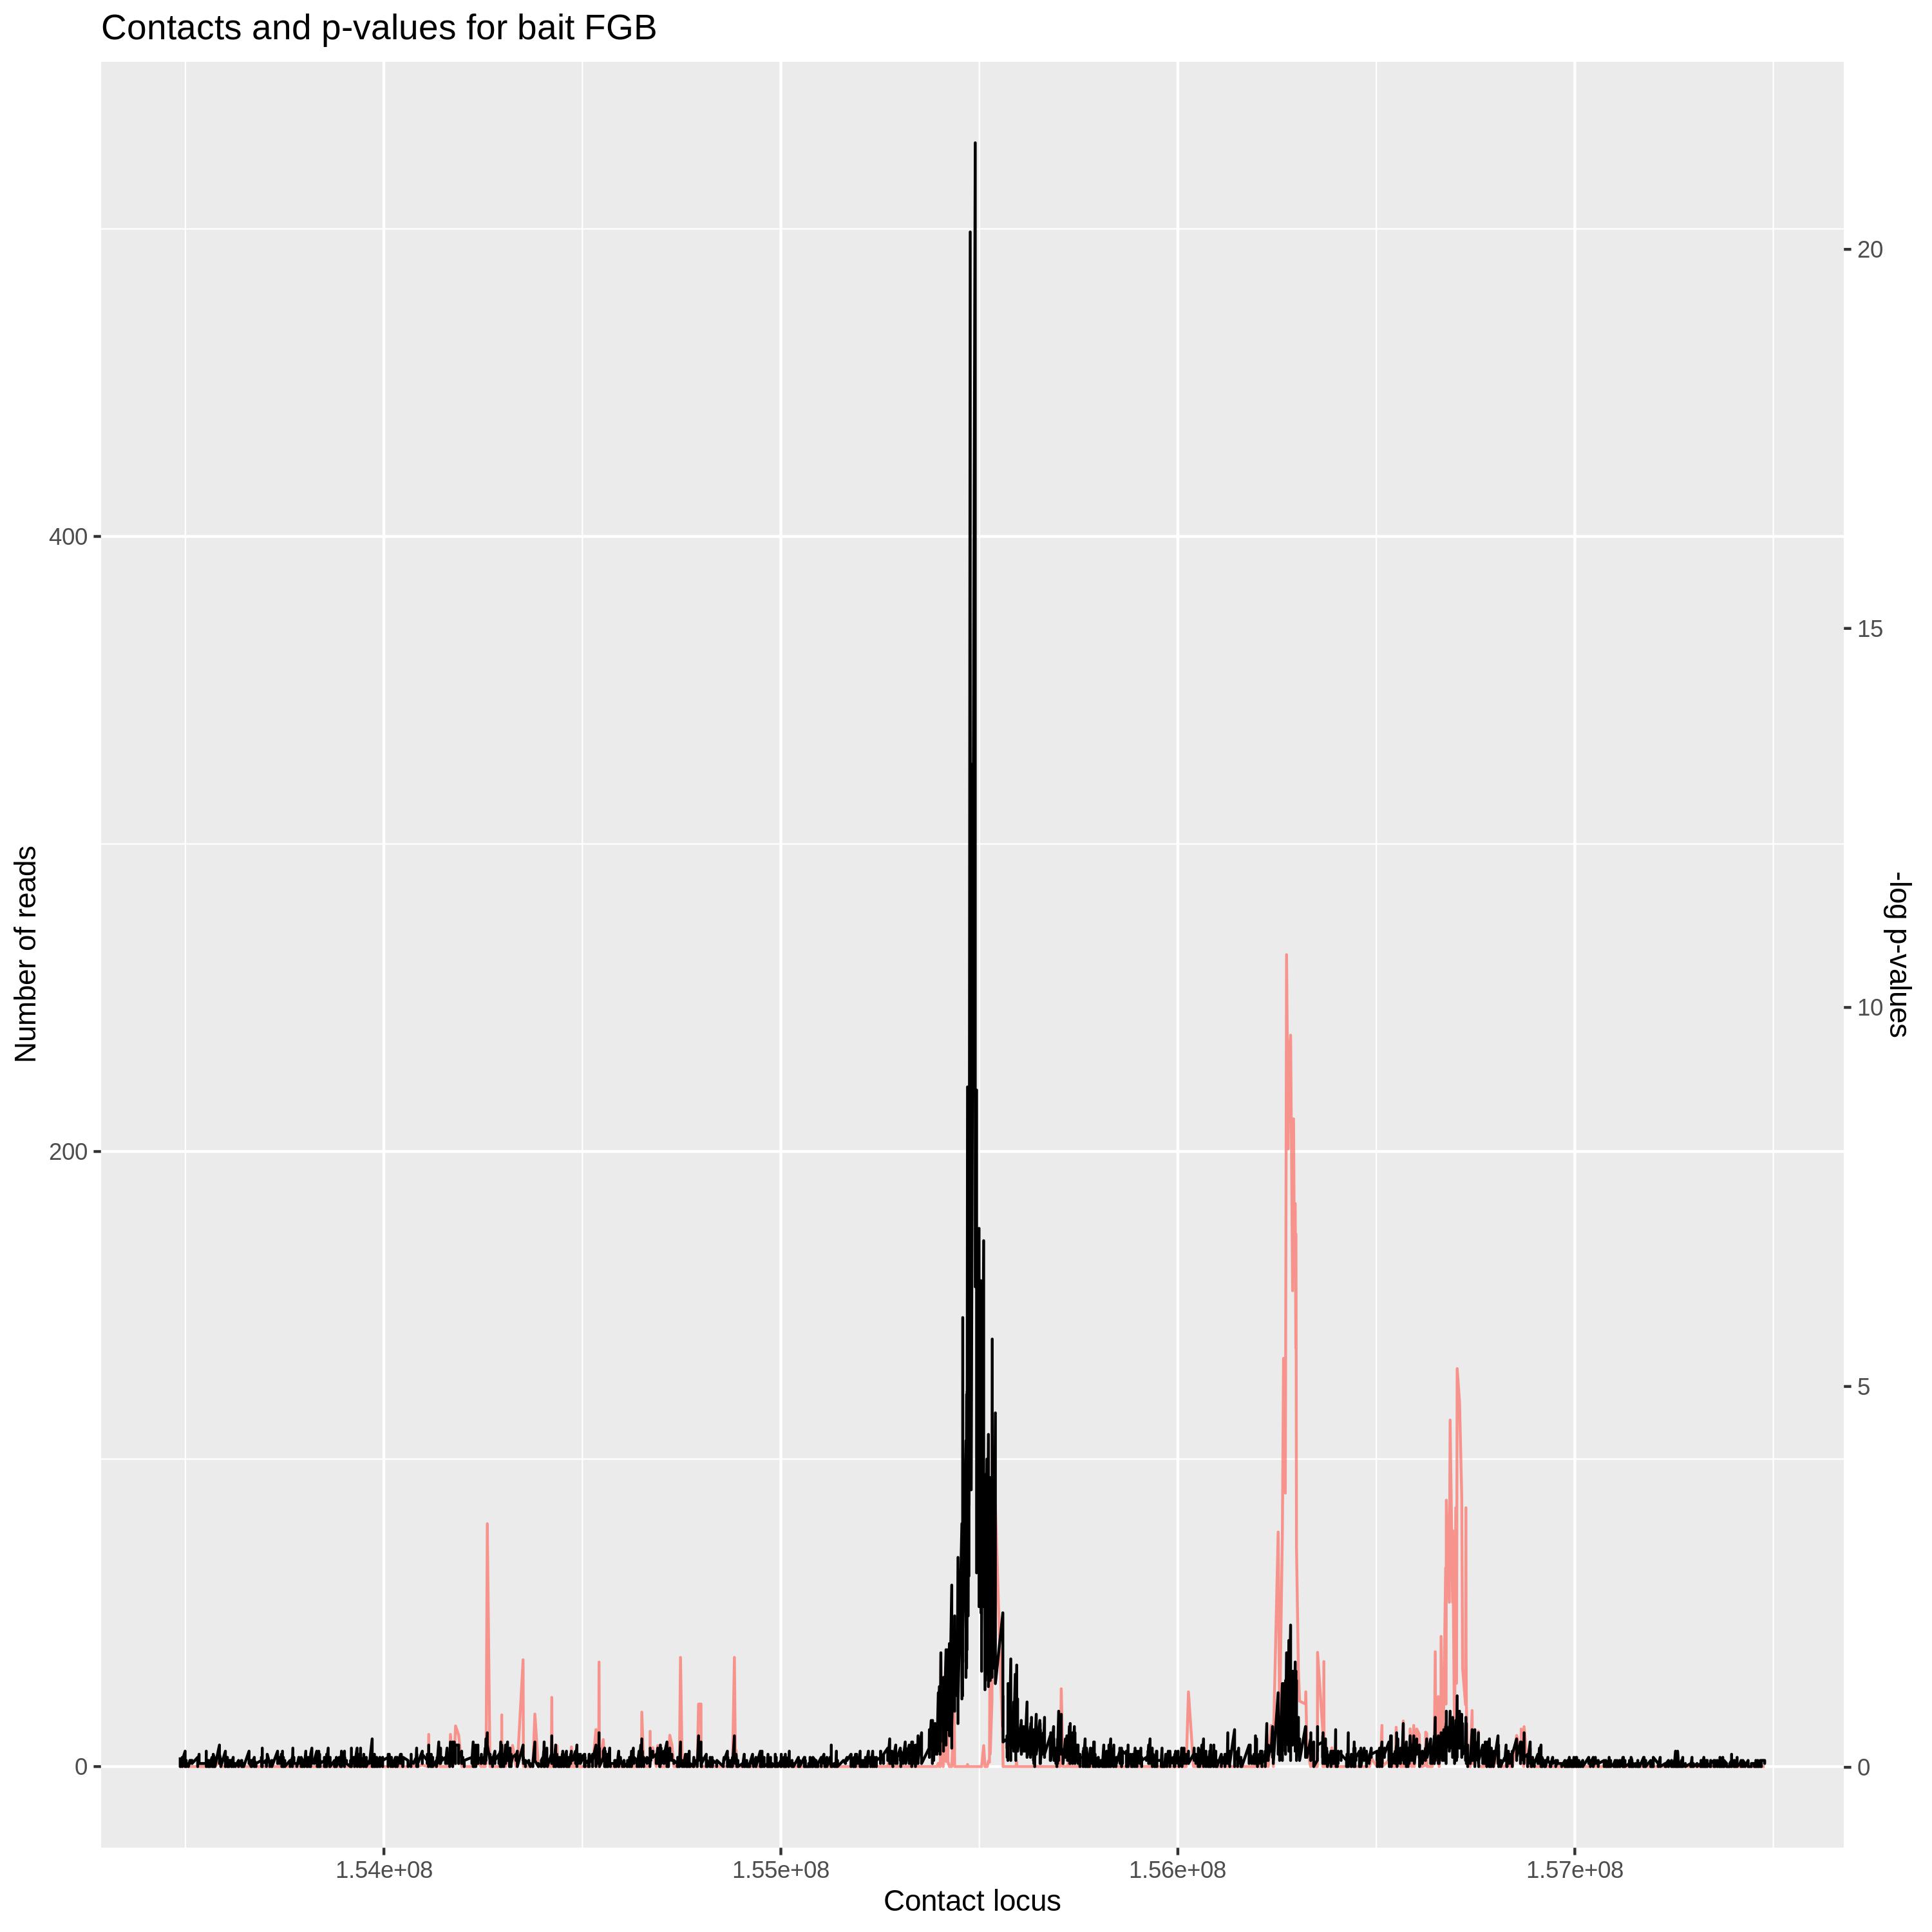 Contacts and p-values for bait FGB
Number of reads
400
200
0
20
15
10
5
0
-log p-values
1.54e+08
1.55e+08
1.56e+08
1.57e+08
Contact locus